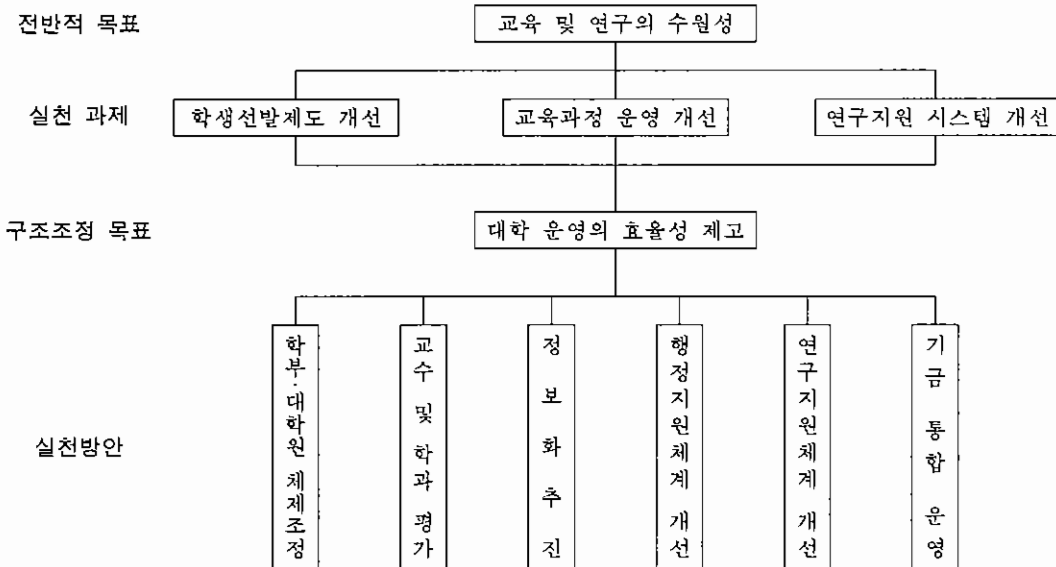 전반적 목표
교육 및 연구의 수원성
실천 과제
학생선발제도 개선
교육과정 운영 개선
연구지원 시스템 개선
구조조정 목표
대학 운영의 효율성 제고
실천방안
학부·대학원 체제조정
교수 및 학과 평가
정보화추진
행정지원체계 개선
연구지원체계 개선
기금 통합 운영